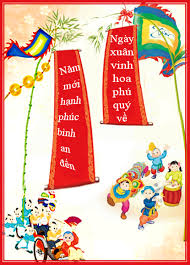 Năm
mới
hạnh
phúc
bình
an
đến
Ngày
xuân
vinh
hoa
phú
quý
về